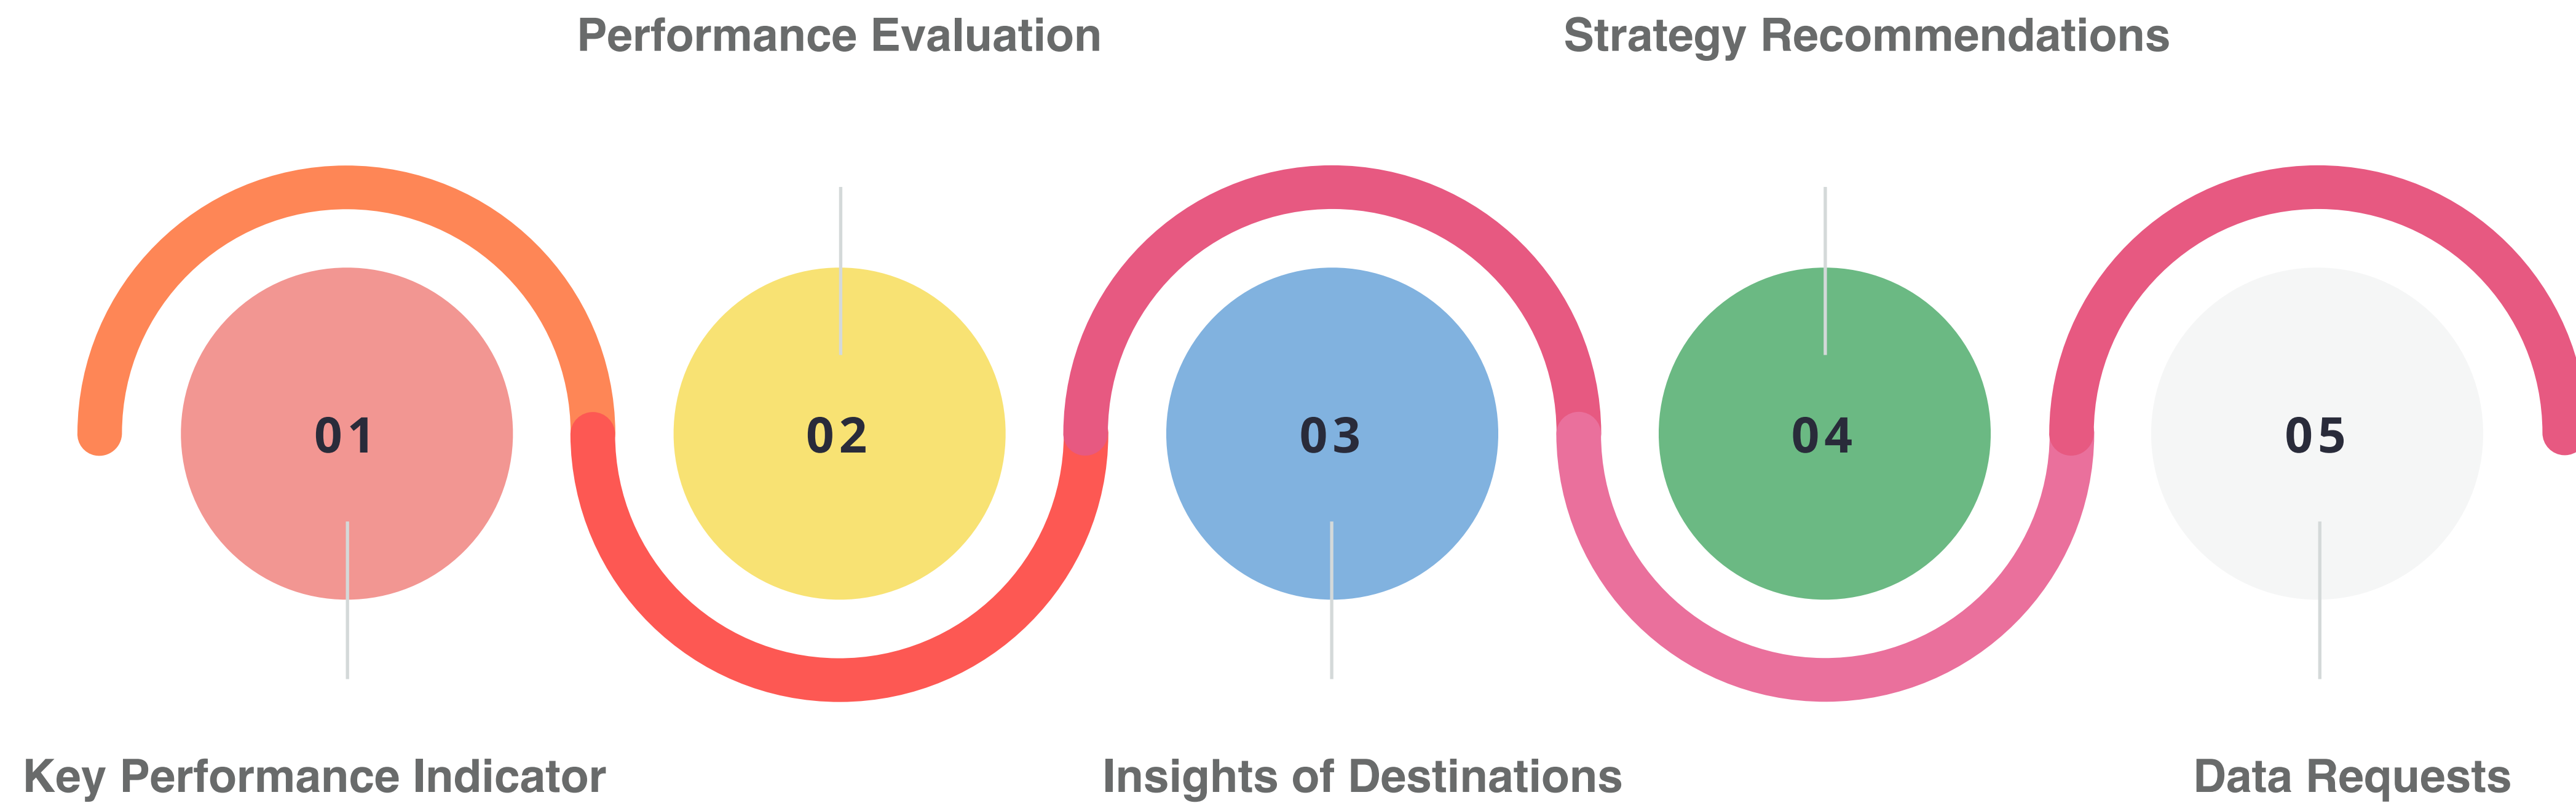 Performance Evaluation
Strategy Recommendations
01
02
03
04
05
Key Performance Indicator
Insights of Destinations
Data Requests